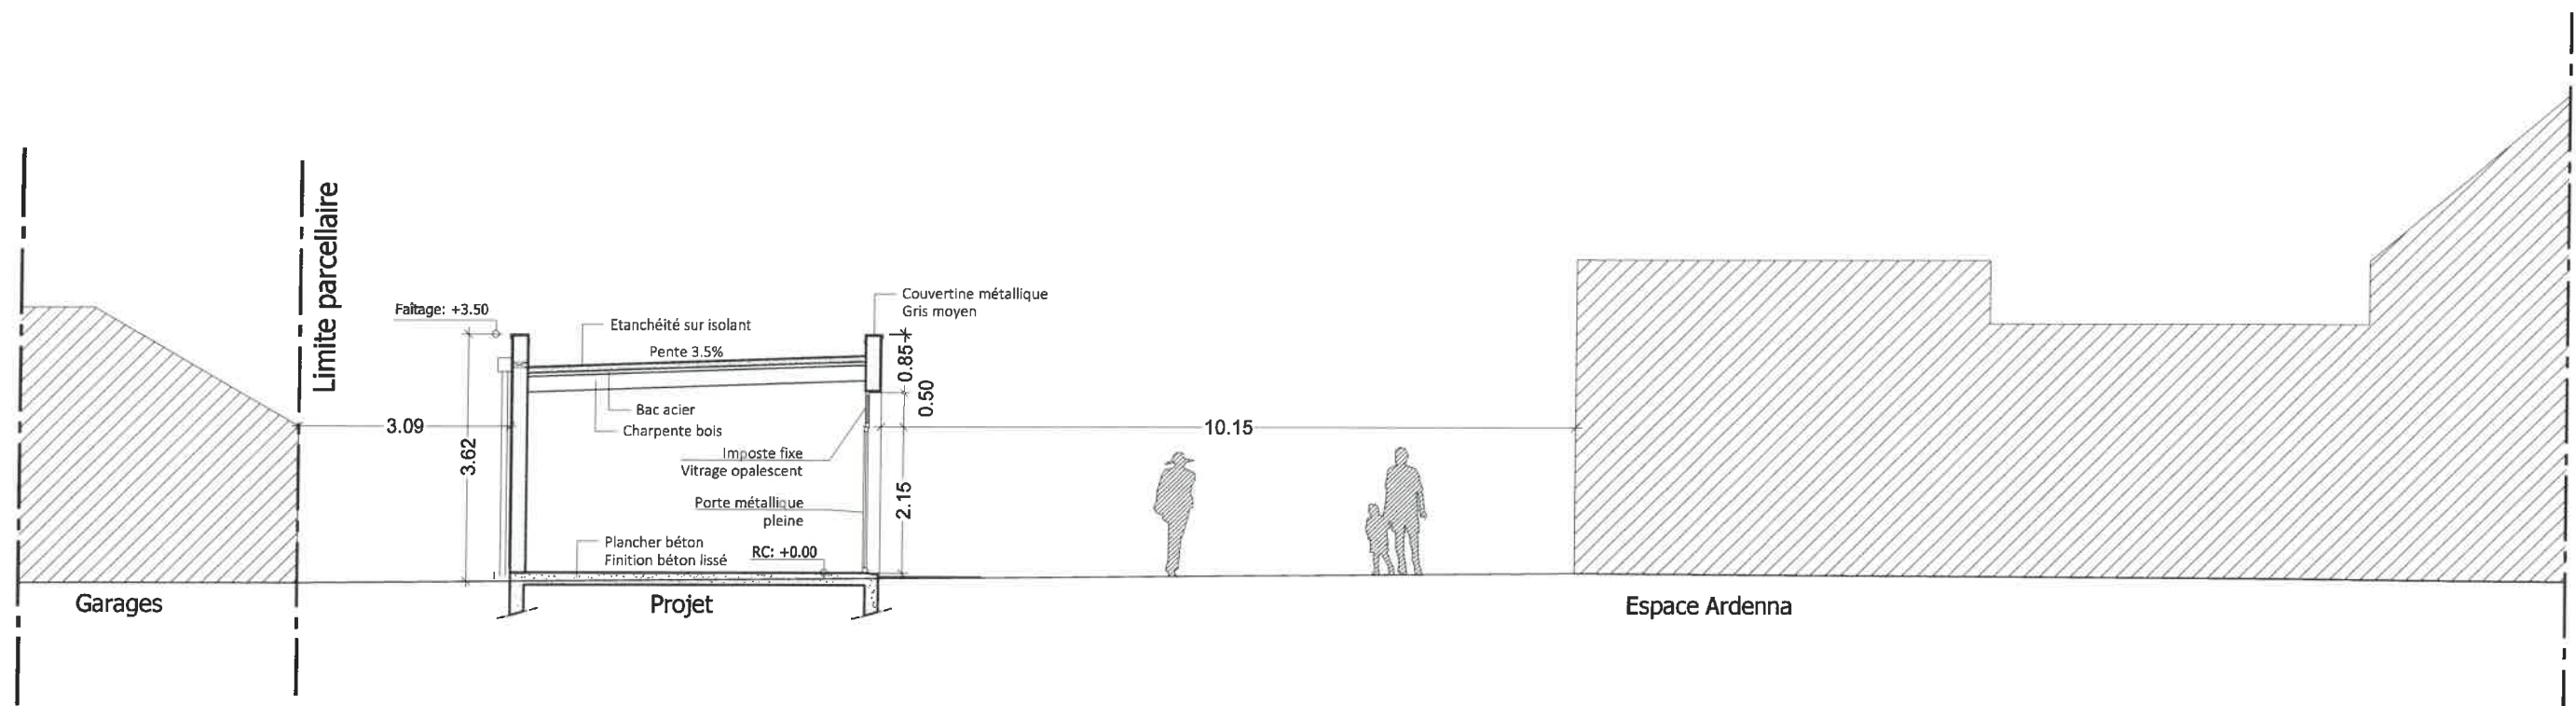 Limite parcellaire
Faîtage: +3.50
Couvertine métallique
Gris moyen
Etanchéité sur isolant
Pente 3.5%
0.85
0.50
Bac acier
Charpente bois
3.09
10.15
3.62
Imposte fixe
Vitrage opalescent
2.15
Porte métallique
pleine
Plancher béton
Finition béton lissé
RC: +0.00
Garages
Projet
Espace Ardenna